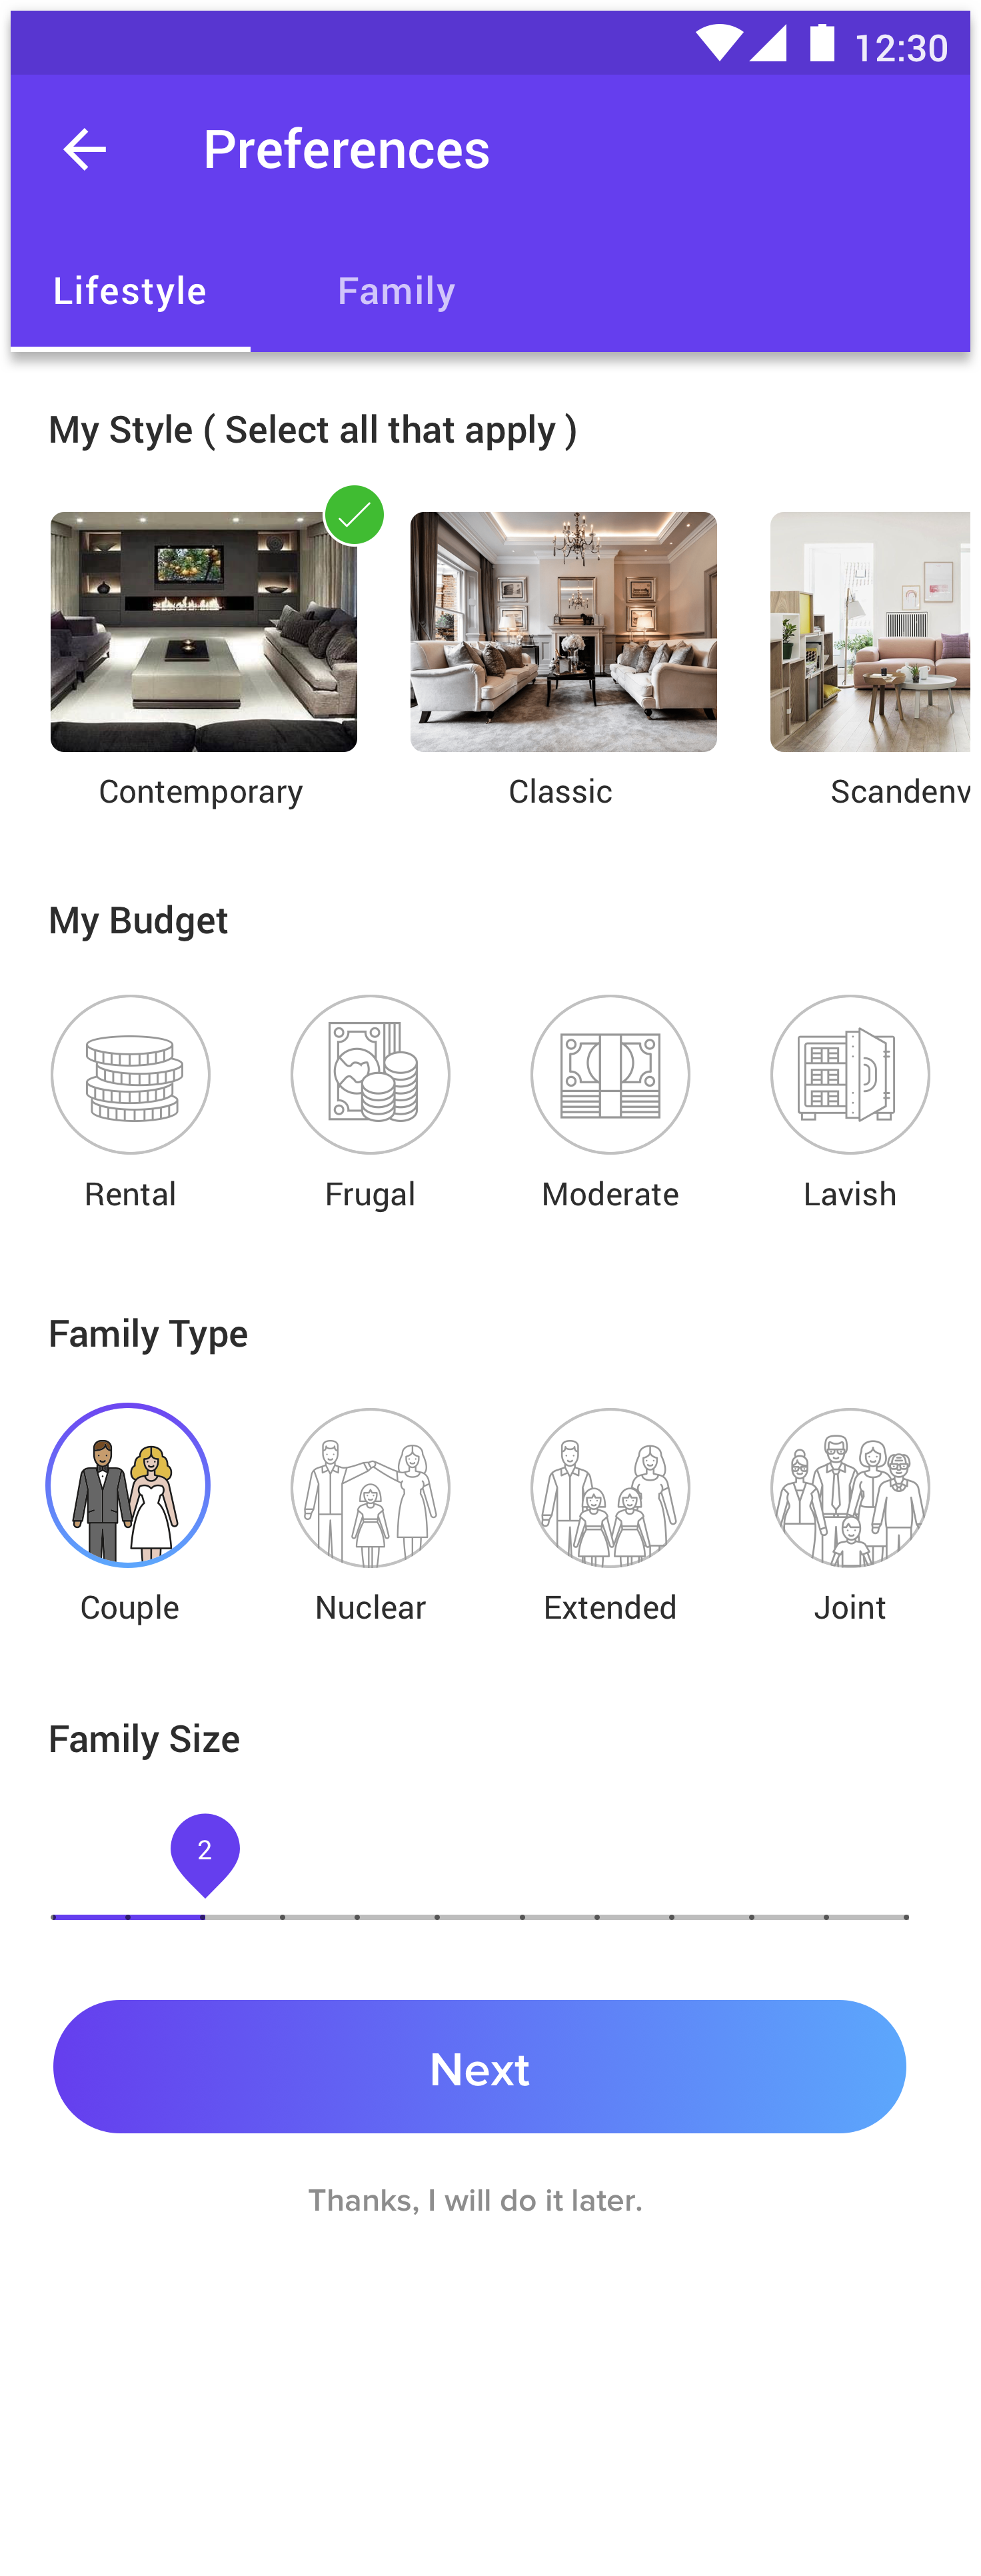 12:30
Preferences
Lifestyle Family
My Style ( Select all that apply )
Contemporary Classic Scandenv
My Budget
Rental Frugal Moderate Lavish
Family Type
Couple Nuclear Extended Joint
Family Size
2
Next
Thanks, I will do it later.